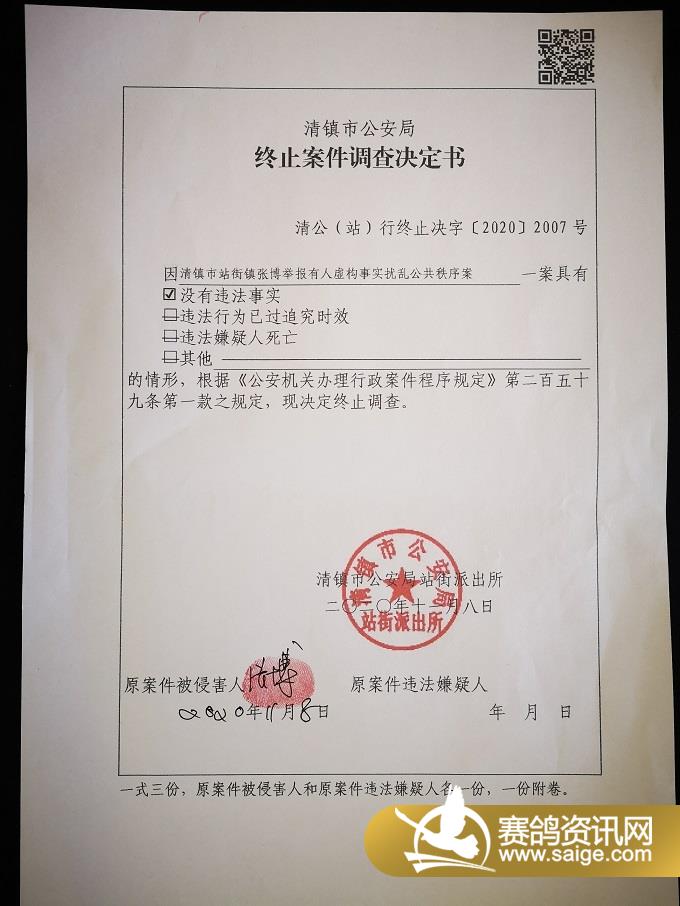 清镇市公安局
终止案件调查决定书
清公（站）行终止决字〔2020〕2007 号
因清镇市站街镇张博举报有人虚构事实扰乱公共秩序案 一案具有
☑没有违法事实
□违法行为已过追究时效
□违法嫌疑人死亡
□其他
的情形，根据《公安机关办理行政案件程序规定》第二百五十
九条第一款之规定，现决定终止调查。
清镇市公安局
清镇市公安局站街派出所
二〇二〇年十一月八日
站街派出所
原案件被侵害人 张博 原案件违法嫌疑人
2020年11月8日 年 月 日
一式三份，原案件被侵害人和原案件违法嫌疑人各一份，一份附卷。
赛鸽资讯网
www.saige.com